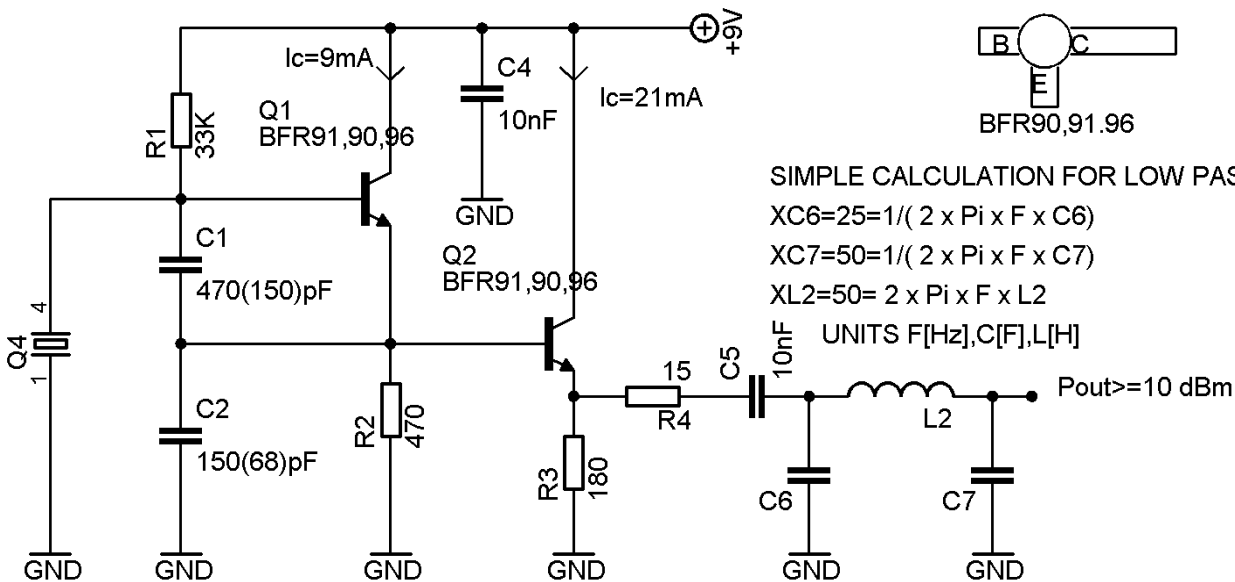 +9V
Ic=9mA
C4
10nF
Ic=21mA
B
C
E
BFR90,91.96
R1
33K
Q1
BFR91,90,96
GND
SIMPLE CALCULATION FOR LOW PAS
XC6=25=1/( 2 x Pi x F x C6)
XC7=50=1/( 2 x Pi x F x C7)
XL2=50= 2 x Pi x F x L2
UNITS F[Hz],C[F],L[H]
C1
470(150)pF
Q2
BFR91,90,96
4
Q4
1
C2
150(68)pF
R2
470
R3
180
15
R4
C5
10nF
L2
Pout>=10 dBm
C6
C7
GND
GND
GND
GND
GND
GND